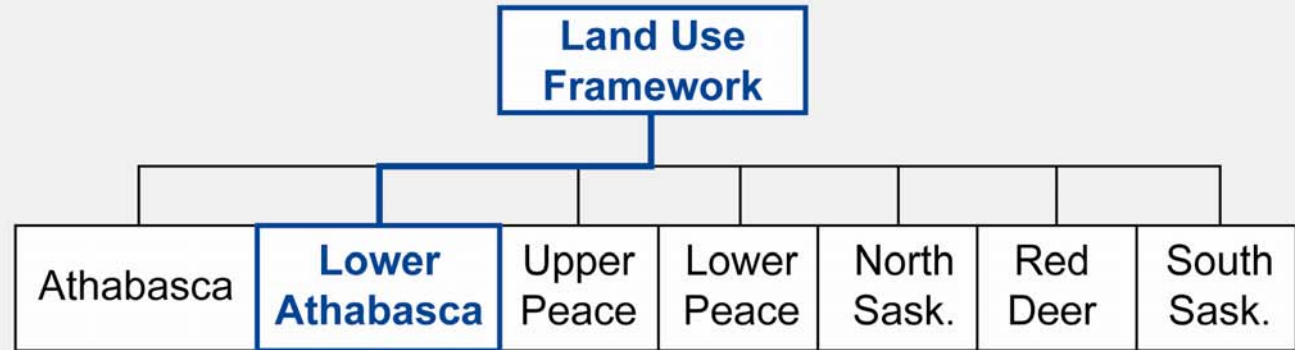 Land Use
Framework
Athabasca
Lower
Athabasca
Upper
Peace
Lower
Peace
North
Sask.
Red
Deer
South
Sask.